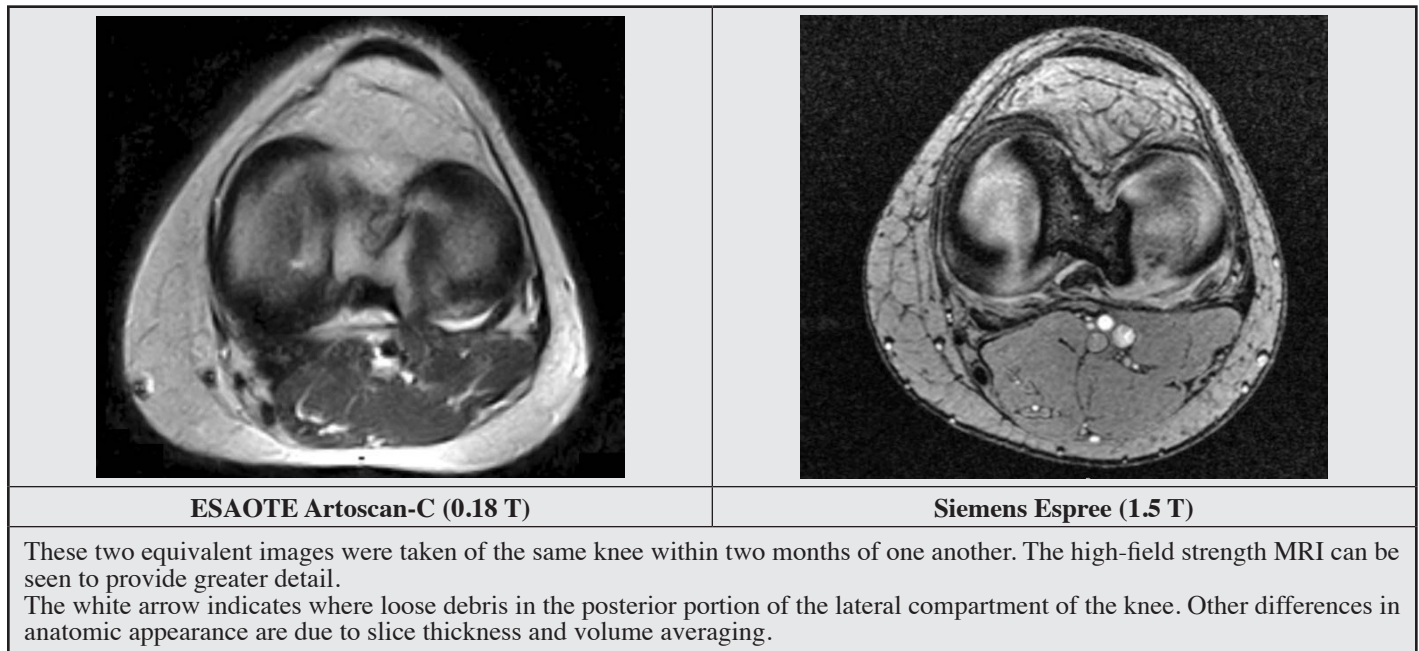 ESAOTE Artoscan-C (0.18 T)
Siemens Espree (1.5 T)
These two equivalent images were taken of the same knee within two months of one another. The high-field strength MRI can be
seen to provide greater detail.
The white arrow indicates where loose debris in the posterior portion of the lateral compartment of the knee. Other differences in
anatomic appearance are due to slice thickness and volume averaging.